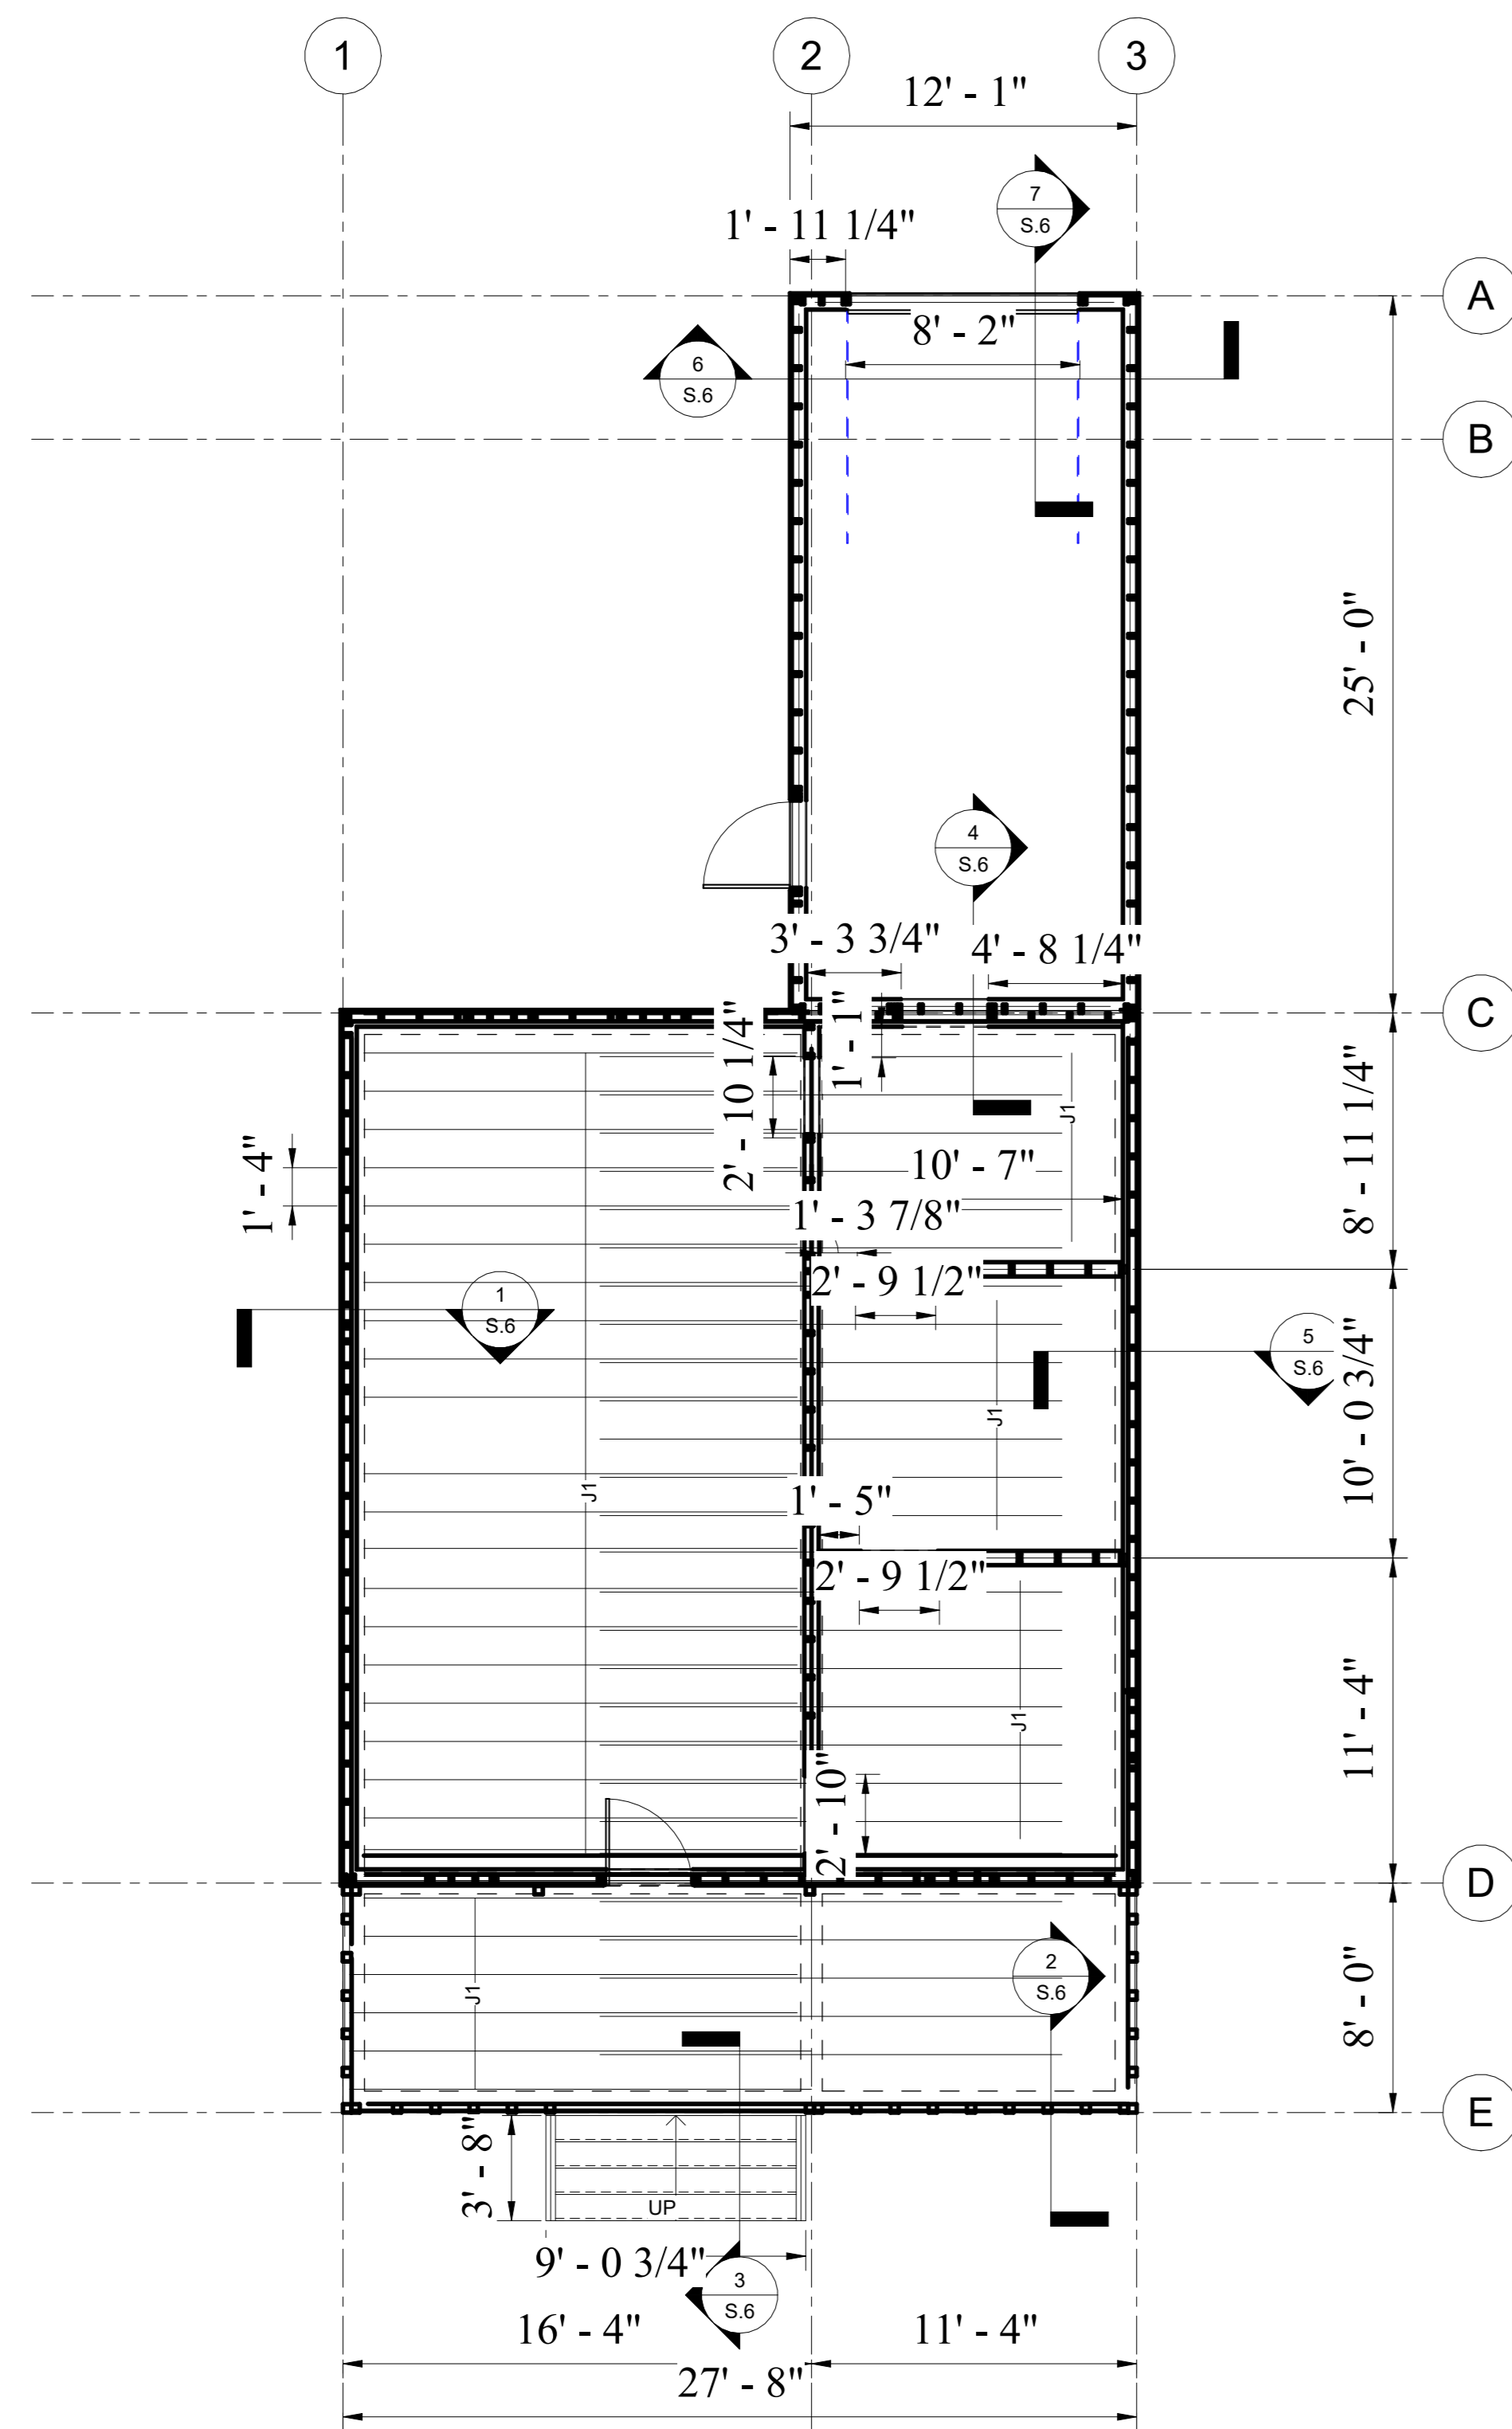 1
2
3
12' - 1"
7
S.6
1' - 11 1/4"
A
8' - 2"
6
S.6
B
25' - 0"
4
S.6
3' - 3 3/4"
4' - 8 1/4"
C
1' - 1"
2' - 10 1/4"
J1
8' - 11 1/4"
1' - 4"
10' - 7"
1' - 3 7/8"
2' - 9 1/2"
1
S.6
5
S.6
10' - 0 3/4"
J1
J1
1' - 5"
2' - 9 1/2"
11' - 4"
J1
2' - 10"
D
2
S.6
J1
8' - 0"
E
3' - 8"
UP
9' - 0 3/4"
3
S.6
16' - 4"
11' - 4"
27' - 8"